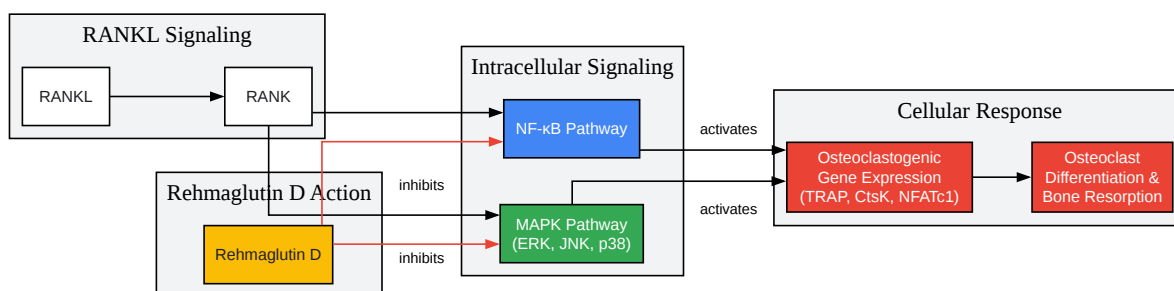 RANKL Signaling
RANKL
RANK
Intracellular Signaling
NF-κB Pathway
MAPK Pathway
(ERK, JNK, p38)
Rehmaglutin D Action
Rehmaglutin D
inhibits
inhibits
activates
activates
Cellular Response
Osteoclastogenic
Gene Expression
(TRAP, CtsK, NFATc1)
Osteoclast
Differentiation &
Bone Resorption